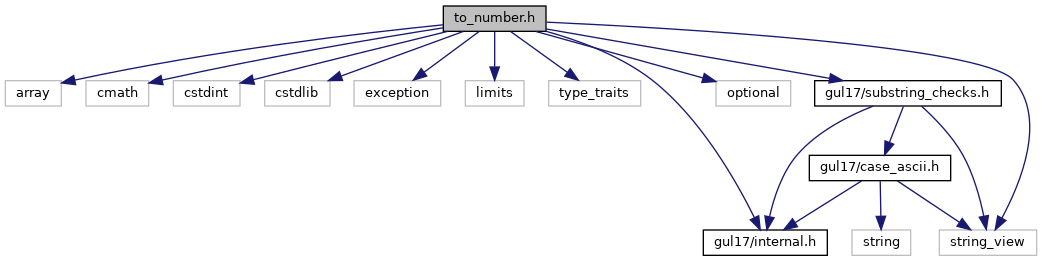 to_number.h
array
cmath
cstdint
cstdlib
exception
limits
type_traits
optional
gul17/substring_checks.h
gul17/case_ascii.h
gul17/internal.h
string
string_view